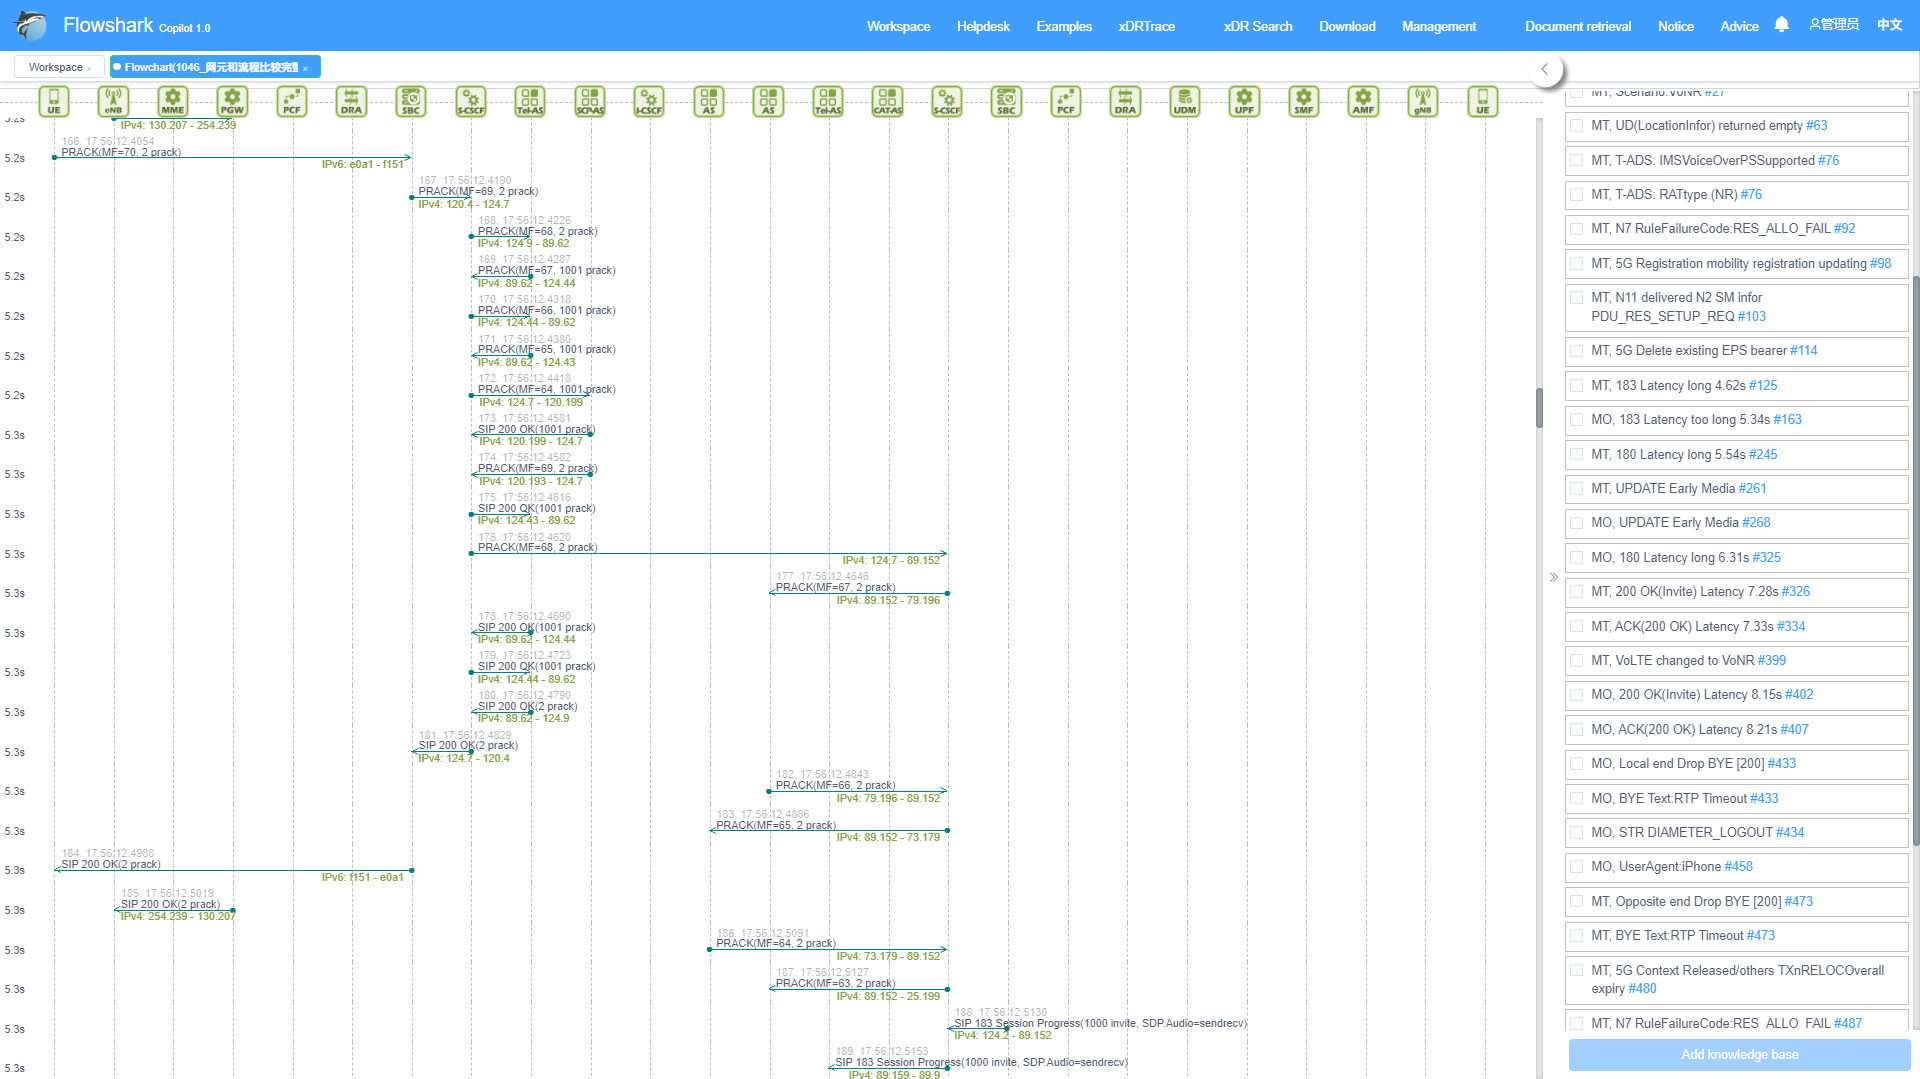 Flowshark Copilot 1.0
Workspace
Helpdesk
Examples
xDRTrace
xDR Search
Download
Management
Document retrieval
Notice
Advice
管理员
中文
Workspace ×
Flowchart(1046_网元和流程比较完整 ×
UE
eNB
MME
PGW
PCF
DRA
SBC
S-CSCF
Tel-AS
SCP-AS
I-CSCF
AS
AS
Tel-AS
CAT-AS
S-CSCF
SBC
PCF
DRA
UDM
UPF
SMF
AMF
gNB
UE
5.2s
IPv4: 130.207 - 254.239
5.2s
166. 17:56:12.4054
PRACK(MF=70, 2 prack)
IPv6: e0a1 - f151
5.2s
167. 17:56:12.4190
PRACK(MF=69, 2 prack)
IPv4: 120.4 - 124.7
5.2s
168. 17:56:12.4226
PRACK(MF=68, 2 prack)
IPv4: 124.9 - 89.62
5.2s
169. 17:56:12.4287
PRACK(MF=67, 1001 prack)
IPv4: 89.62 - 124.44
5.2s
170. 17:56:12.4318
PRACK(MF=66, 1001 prack)
IPv4: 124.44 - 89.62
5.2s
171. 17:56:12.4380
PRACK(MF=65, 1001 prack)
IPv4: 89.62 - 124.43
5.2s
172. 17:56:12.4418
PRACK(MF=64, 1001 prack)
IPv4: 124.7 - 120.199
5.3s
173. 17:56:12.4581
SIP 200 OK(1001 prack)
IPv4: 120.199 - 124.7
5.3s
174. 17:56:12.4582
PRACK(MF=69, 2 prack)
IPv4: 120.193 - 124.7
5.3s
175. 17:56:12.4616
SIP 200 OK(1001 prack)
IPv4: 124.43 - 89.62
5.3s
176. 17:56:12.4620
PRACK(MF=68, 2 prack)
IPv4: 124.7 - 89.152
5.3s
177. 17:56:12.4646
PRACK(MF=67, 2 prack)
IPv4: 89.152 - 79.196
5.3s
178. 17:56:12.4690
SIP 200 OK(1001 prack)
IPv4: 89.62 - 124.44
5.3s
179. 17:56:12.4723
SIP 200 OK(1001 prack)
IPv4: 124.44 - 89.62
5.3s
180. 17:56:12.4790
SIP 200 OK(2 prack)
IPv4: 89.62 - 124.9
5.3s
181. 17:56:12.4829
SIP 200 OK(2 prack)
IPv4: 124.7 - 120.4
5.3s
182. 17:56:12.4843
PRACK(MF=66, 2 prack)
IPv4: 79.196 - 89.152
5.3s
183. 17:56:12.4886
PRACK(MF=65, 2 prack)
IPv4: 89.152 - 73.179
5.3s
184. 17:56:12.4988
SIP 200 OK(2 prack)
IPv6: f151 - e0a1
5.3s
185. 17:56:12.5019
SIP 200 OK(2 prack)
IPv4: 254.239 - 130.207
5.3s
186. 17:56:12.5091
PRACK(MF=64, 2 prack)
IPv4: 73.179 - 89.152
5.3s
187. 17:56:12.5127
PRACK(MF=63, 2 prack)
IPv4: 89.152 - 25.199
5.3s
188. 17:56:12.5130
SIP 183 Session Progress(1000 invite, SDP.Audio=sendrecv)
IPv4: 124.2 - 89.152
5.3s
189. 17:56:12.5153
SIP 183 Session Progress(1000 invite, SDP.Audio=sendrecv)
IPv4: 89.159 - 89.9
MT, Scenario:VoNR #27
MT, UD(LocationInfor) returned empty #63
MT, T-ADS: IMSVoiceOverPSSupported #76
MT, T-ADS: RATtype (NR) #76
MT, N7 RuleFailureCode:RES_ALLO_FAIL #92
MT, 5G Registration mobility registration updating #98
MT, N11 delivered N2 SM infor
PDU_RES_SETUP_REQ #103
MT, 5G Delete existing EPS bearer #114
MT, 183 Latency long 4.62s #125
MO, 183 Latency too long 5.34s #163
MT, 180 Latency long 5.54s #245
MT, UPDATE Early Media #261
MO, UPDATE Early Media #268
MO, 180 Latency long 6.31s #325
MT, 200 OK(Invite) Latency 7.28s #326
MT, ACK(200 OK) Latency 7.33s #334
MT, VoLTE changed to VoNR #399
MO, 200 OK(Invite) Latency 8.15s #402
MO, ACK(200 OK) Latency 8.21s #407
MO, Local end Drop BYE [200] #433
MO, BYE Text:RTP Timeout #433
MO, STR DIAMETER_LOGOUT #434
MO, UserAgent:iPhone #458
MT, Opposite end Drop BYE [200] #473
MT, BYE Text:RTP Timeout #473
MT, 5G Context Released/others TXnRELOCOverall
expiry #480
MT, N7 RuleFailureCode:RES_ALLO_FAIL #487
Add knowledge base